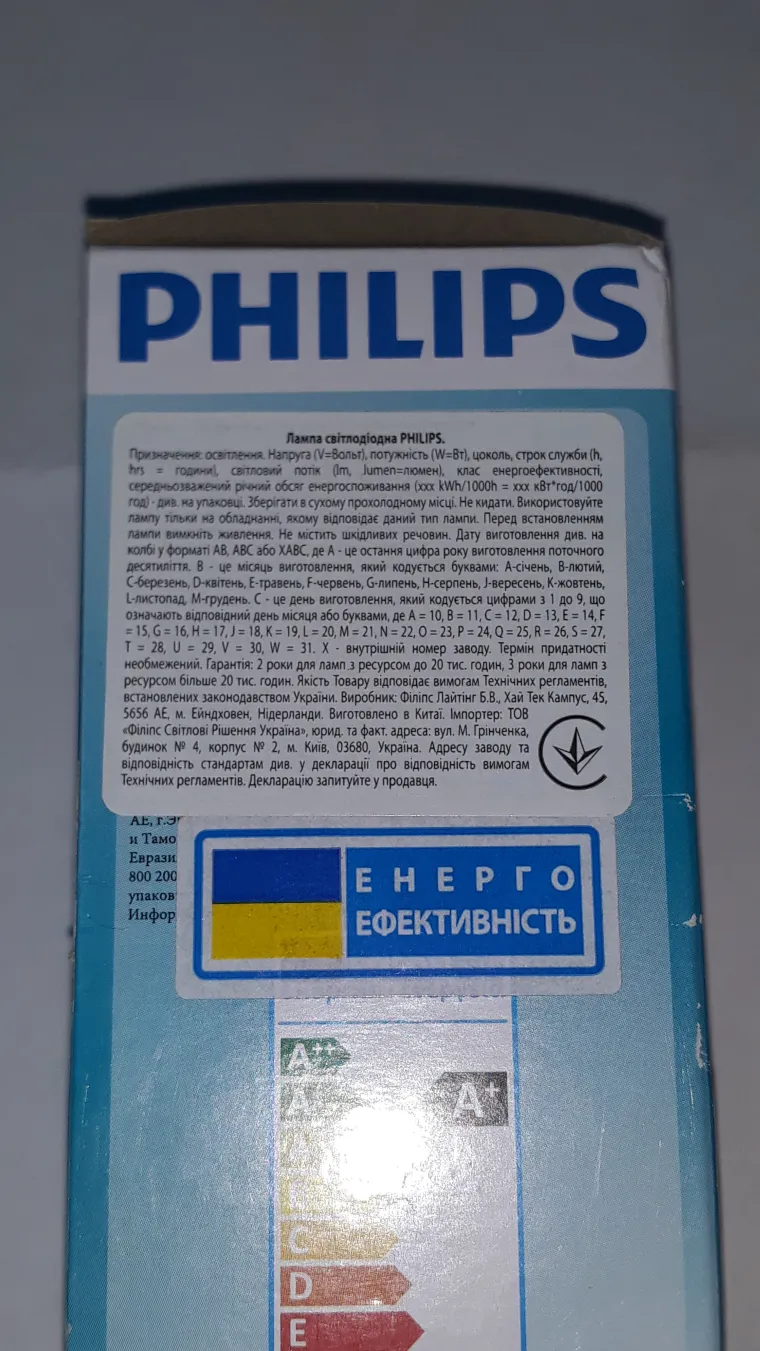 PHILIPS
Лампа світлодіодна PHILIPS.
Призначення: освітлення. Напруга (V=Вольт), потужність (W=Вт), цоколь, строк служби (h,
hrs = години), світловий потік (lm, lumen=люмен), клас енергоефективності,
середньозважений річний обсяг енергоспоживання (xxx kWh/1000h = xxx кВт*год/1000
год) - див. на упаковці. Зберігати в сухому прохолодному місці. Не кидати. Використовуйте
лампу тільки на обладнанні, якому відповідає даний тип лампи. Перед встановленням
лампи вимкніть живлення. Не містить шкідливих речовин. Дату виготовлення див. на
колбі у форматі АВ, АВС або ХАВС, де А - це остання цифра року виготовлення поточного
десятиліття. В - це місяць виготовлення, який кодується буквами: А-січень, В-лютий,
С-березень, D-квітень, Е-травень, F-червень, G-липень, Н-серпень, J-вересень, К-жовтень,
L-листопад, М-грудень. С - це день виготовлення, який кодується цифрами з 1 до 9, що
означають відповідний день місяця або буквами, де А = 10, В = 11, С = 12, D = 13, Е = 14, F
= 15, G = 16, H = 17, J = 18, K = 19, L = 20, M = 21, N = 22, O = 23, P = 24, Q = 25, R = 26, S = 27,
T = 28, U = 29, V = 30, W = 31. X - внутрішній номер заводу. Термін придатності
необмежений. Гарантія: 2 роки для ламп з ресурсом до 20 тис. годин, 3 роки для ламп з
ресурсом більше 20 тис. годин. Якість Товару відповідає вимогам Технічних регламентів,
встановлених законодавством України. Виробник: Філіпс Лайтінг Б.В., Хай Тек Кампус, 45,
5656 АЕ, м. Ейндховен, Нідерланди. Виготовлено в Китаї. Імпортер: ТОВ
«Філіпс Світлові Рішення Україна», юрид. та факт. адреса: вул. М. Грінченка,
будинок № 4, корпус № 2, м. Київ, 03680, Україна. Адресу заводу та
відповідність стандартам див. у декларації про відповідність вимогам
Технічних регламентів. Декларацію запитуйте у продавця.
АЕ, г.Э
и Тамо
Еврази
800 200
упаков
Инфор
ЕНЕРГО
ЕФЕКТИВНІСТЬ
A++
A
A+
A
C
D
E